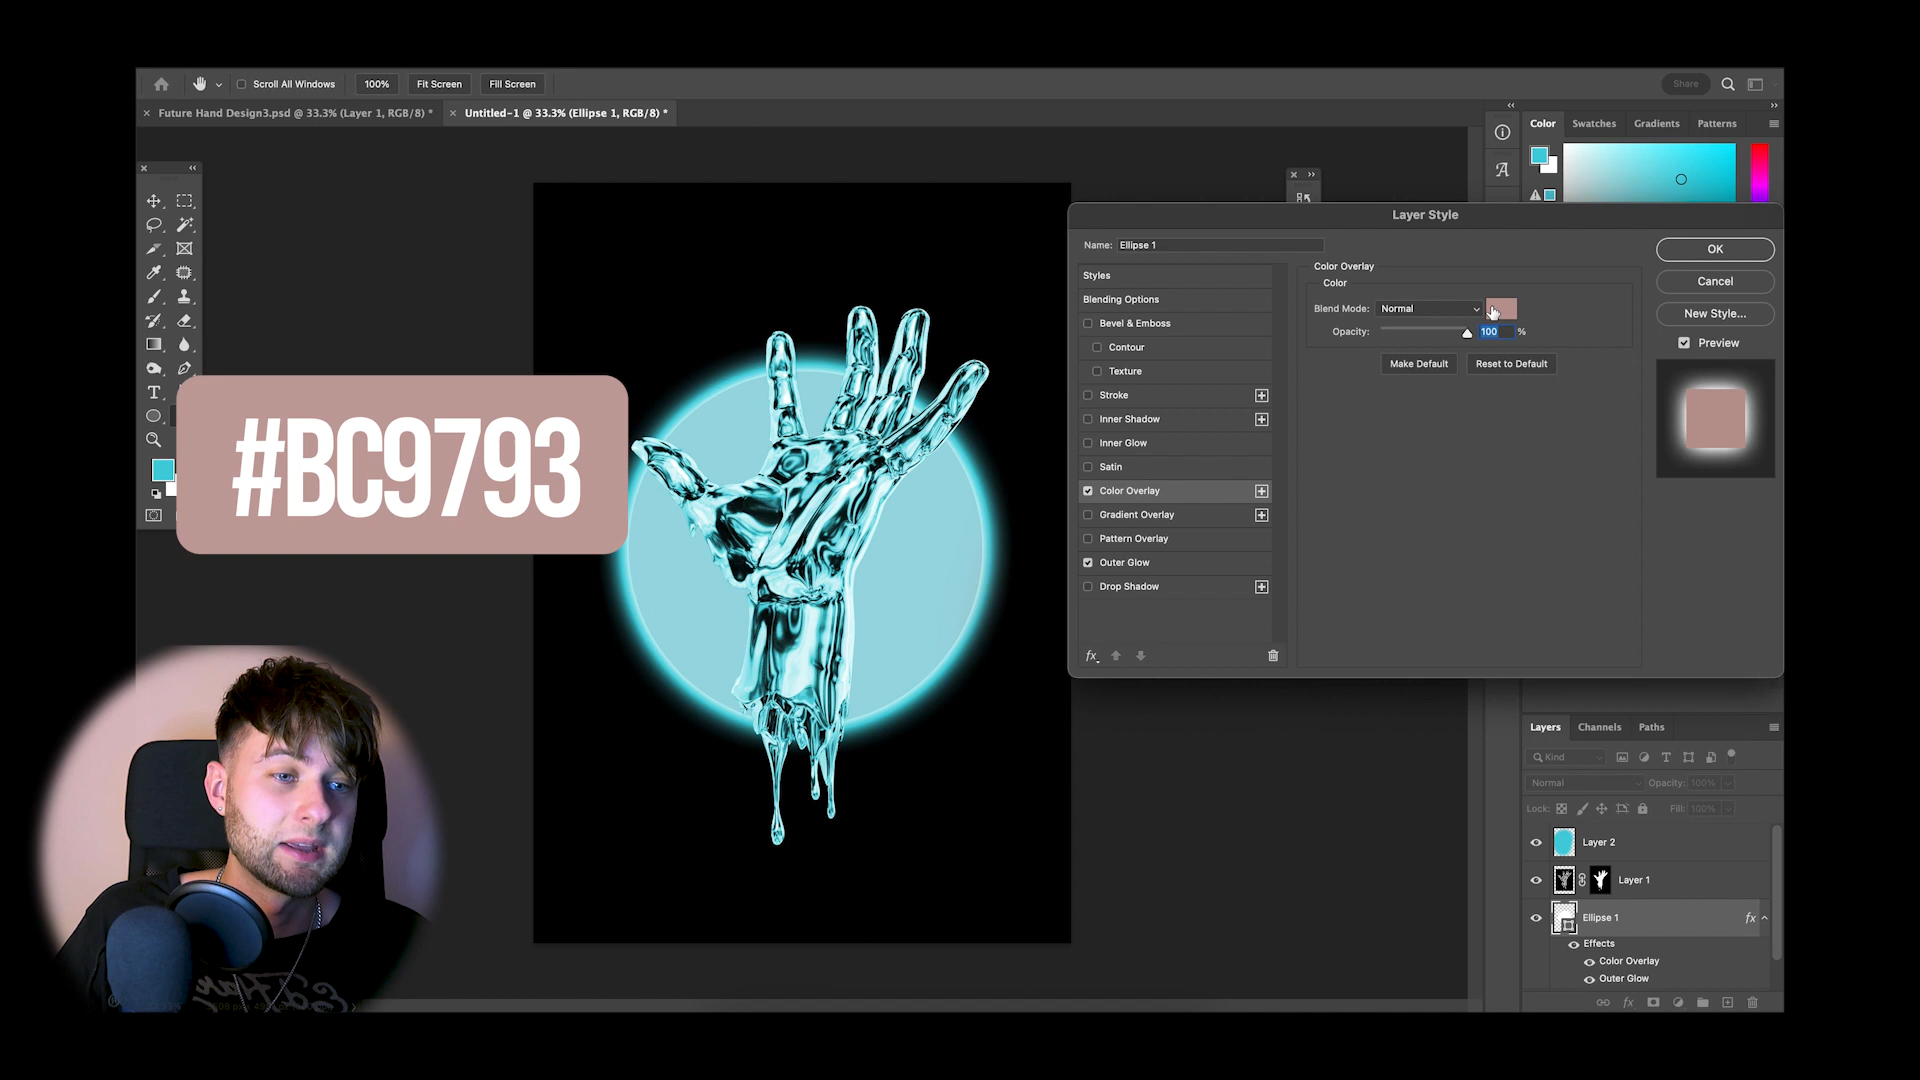 Scroll All Windows 100% Fit Screen Fill Screen Share
Future Hand Design3.psd @ 33.3% (Layer 1, RGB/8) *
Untitled-1 @ 33.3% (Ellipse 1, RGB/8) *
Color Swatches Gradients Patterns
Layer Style
Name: Ellipse 1
Styles
Blending Options
Bevel & Emboss
Contour
Texture
Stroke
Inner Shadow
Inner Glow
Satin
Color Overlay
Gradient Overlay
Pattern Overlay
Outer Glow
Drop Shadow
fx
Color Overlay
Color
Blend Mode: Normal
Opacity: 100 %
Make Default Reset to Default
OK
Cancel
New Style...
Preview
#BC9793
Layers Channels Paths
Kind
Normal Opacity: 100%
Lock: Fill: 100%
Layer 2
Layer 1
Ellipse 1 fx
Effects
Color Overlay
Outer Glow
fx